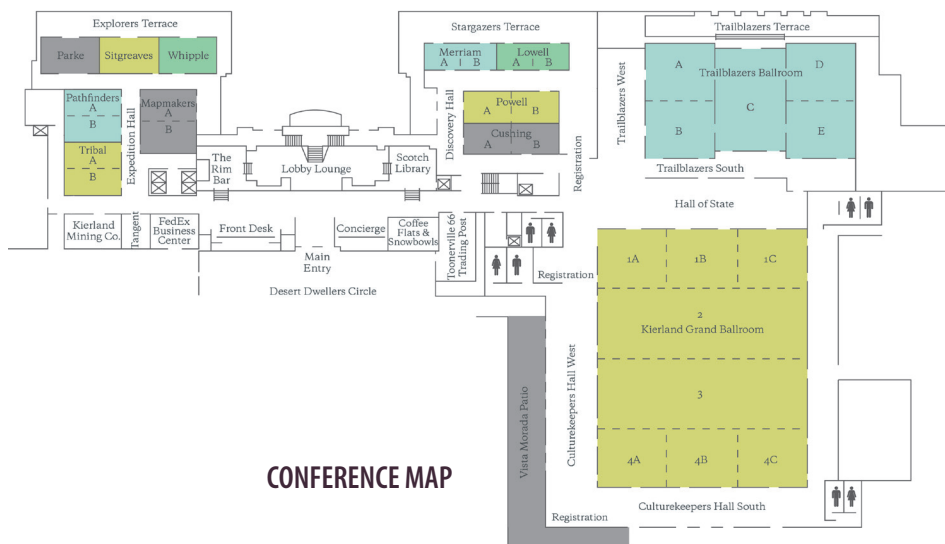 Explorers Terrace
Stargazers Terrace
Trailblazers Terrace
Parke
Sitgreaves
Whipple
Merriam
A
B
Lowell
A
B
Trailblazers West
A
D
Trailblazers Ballroom
C
B
E
Pathfinders
A
B
Expedition Hall
Mapmakers
A
B
Discovery Hall
Powell
A
B
Cushing
A
B
Tribal
A
B
The
Rim
Bar
Lobby Lounge
Scotch
Library
Registration
Trailblazers South
Hall of State
Kierland
Mining Co.
Tangent
FedEx
Business
Center
Front Desk
Main
Entry
Concierge
Coffee
Flats &
Snowbowls
Toonerville 66
Trading Post
Desert Dwellers Circle
Registration
1A
1B
1C
2
Kierland Grand Ballroom
3
4A
4B
4C
Vista Morada Patio
Culturekeepers Hall West
CONFERENCE MAP
Culturekeepers Hall South
Registration